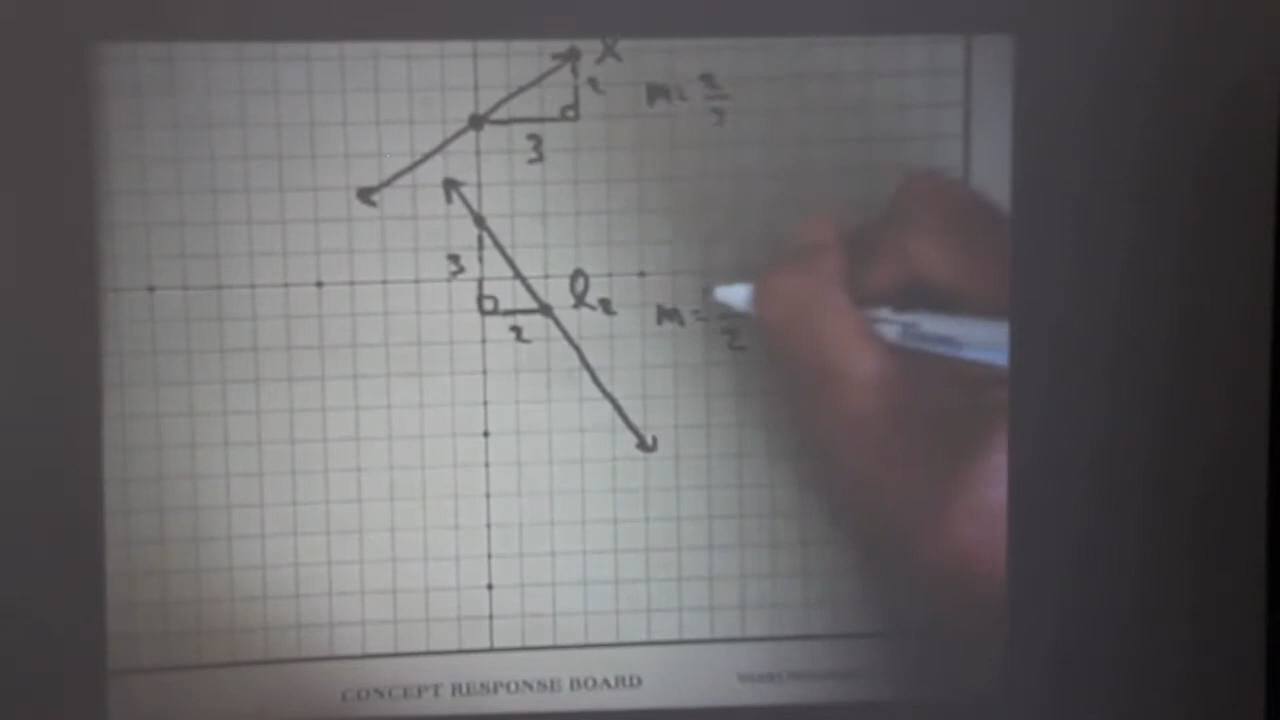 X
2
m = 2/3
3
3
ℓ₂
2
m =
2
CONCEPT RESPONSE BOARD